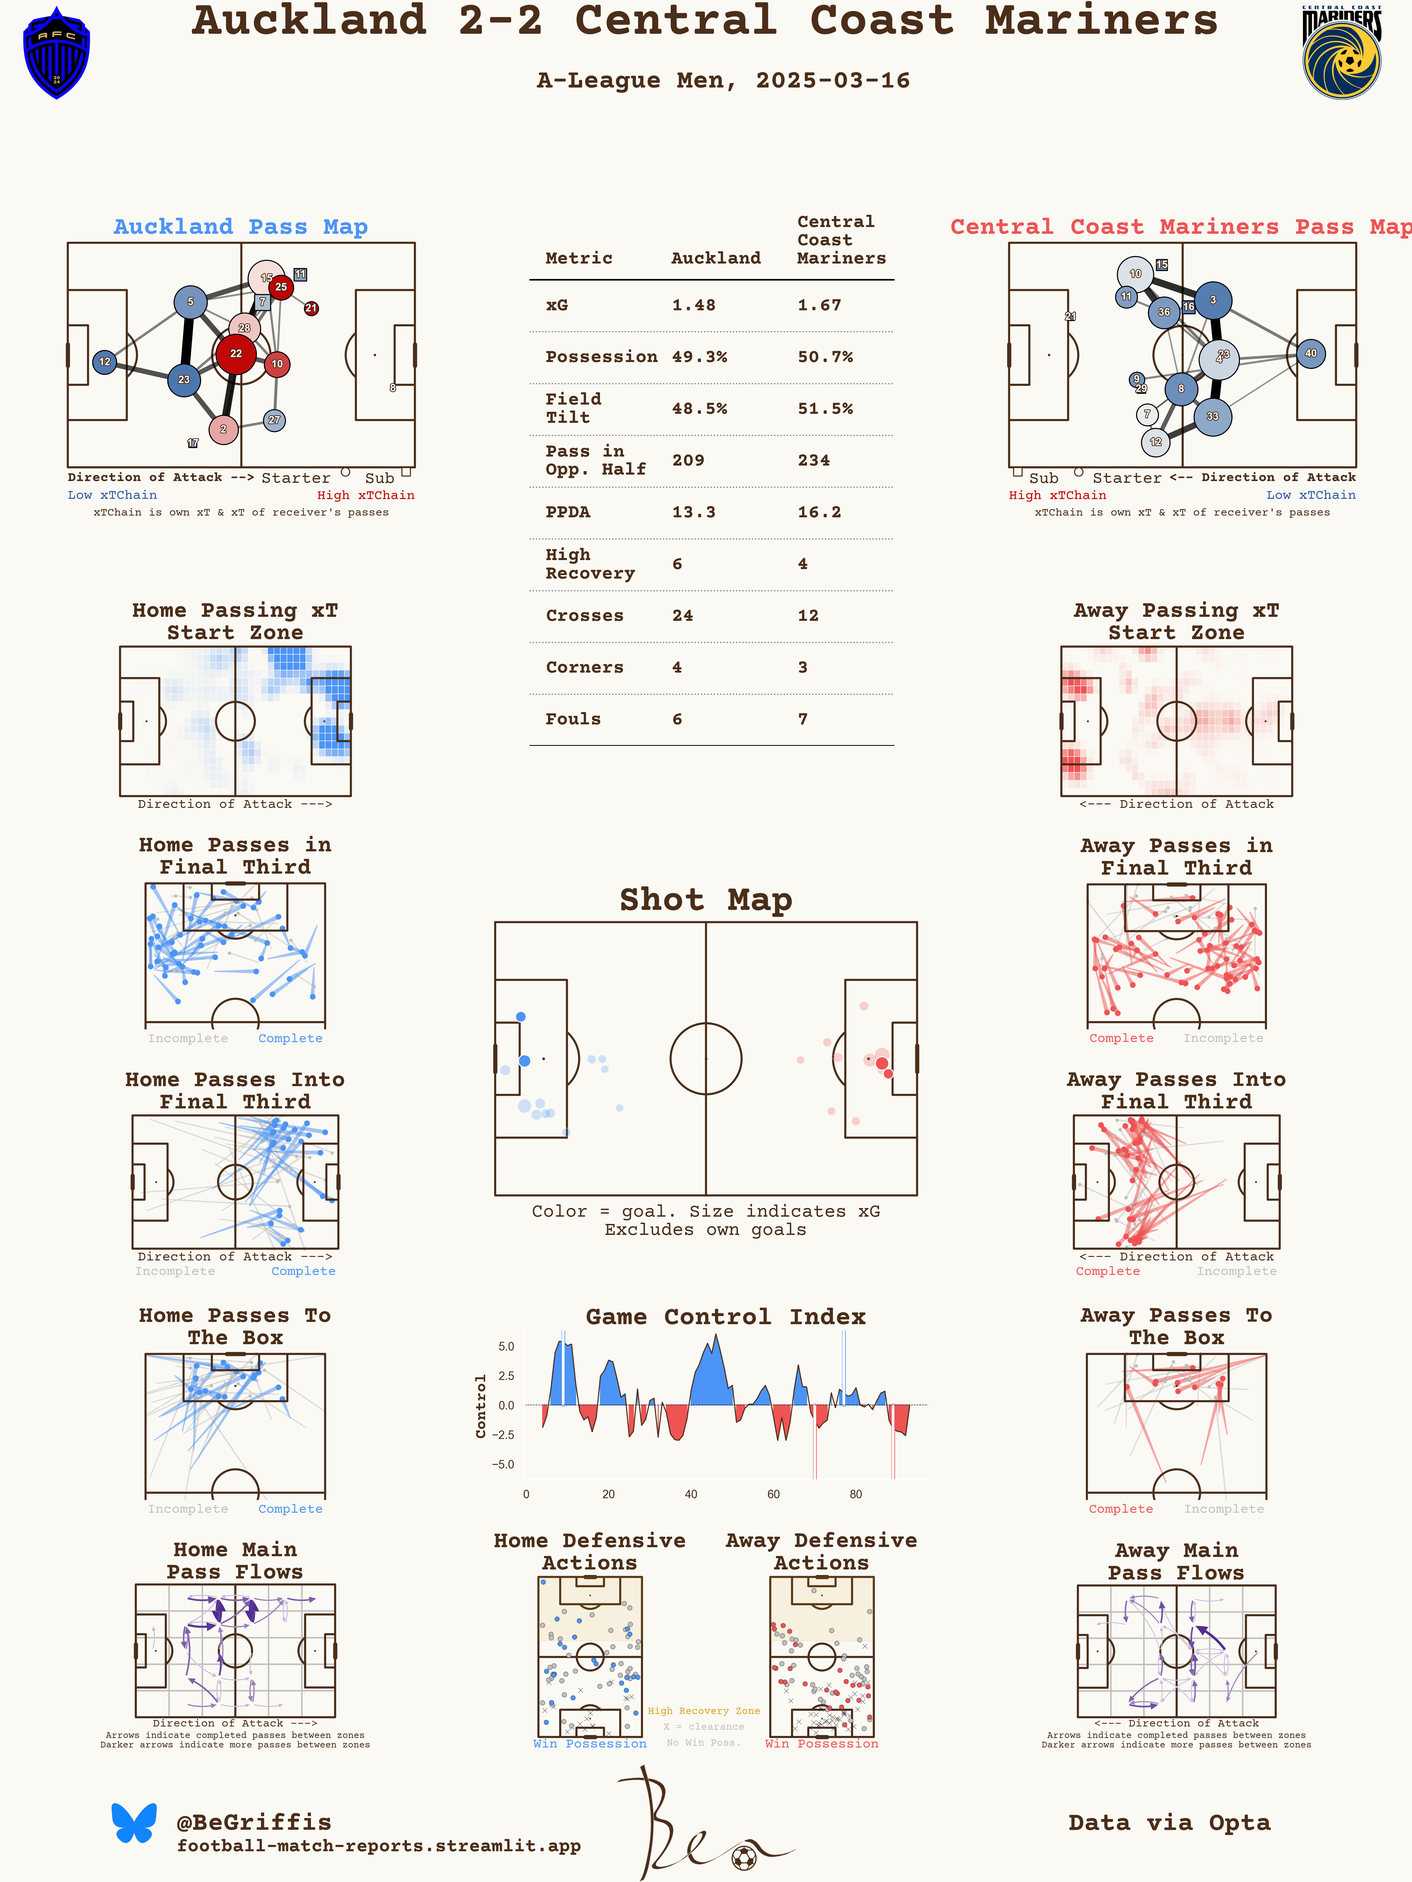 Auckland 2-2 Central Coast Mariners
A-League Men, 2025-03-16
AFC
CENTRAL COAST
MARINERS
Auckland Pass Map
12
5
23
2
17
22
28
15
25
11
7
21
10
27
8
Direction of Attack --> Starter Sub
Low xTChain High xTChain
xTChain is own xT & xT of receiver's passes
Metric Auckland Central Coast Mariners
xG 1.48 1.67
Possession 49.3% 50.7%
Field Tilt 48.5% 51.5%
Pass in Opp. Half 209 234
PPDA 13.3 16.2
High Recovery 6 4
Crosses 24 12
Corners 4 3
Fouls 6 7
Central Coast Mariners Pass Map
10
15
11
36
16
3
21
23
4
40
9
29
8
7
33
12
Sub Starter <-- Direction of Attack
High xTChain Low xTChain
xTChain is own xT & xT of receiver's passes
Home Passing xT
Start Zone
Direction of Attack --->
Away Passing xT
Start Zone
<--- Direction of Attack
Home Passes in
Final Third
Incomplete Complete
Away Passes in
Final Third
Complete Incomplete
Shot Map
Color = goal. Size indicates xG
Excludes own goals
Home Passes Into
Final Third
Direction of Attack --->
Incomplete Complete
Away Passes Into
Final Third
<--- Direction of Attack
Complete Incomplete
Home Passes To
The Box
Incomplete Complete
Game Control Index
Control
5.0
2.5
0.0
−2.5
−5.0
0 20 40 60 80
Away Passes To
The Box
Complete Incomplete
Home Main
Pass Flows
Direction of Attack --->
Arrows indicate completed passes between zones
Darker arrows indicate more passes between zones
Home Defensive
Actions
Win Possession
High Recovery Zone
X = clearance
No Win Poss.
Away Defensive
Actions
Win Possession
Away Main
Pass Flows
<--- Direction of Attack
Arrows indicate completed passes between zones
Darker arrows indicate more passes between zones
@BeGriffis
football-match-reports.streamlit.app
Ben
Data via Opta